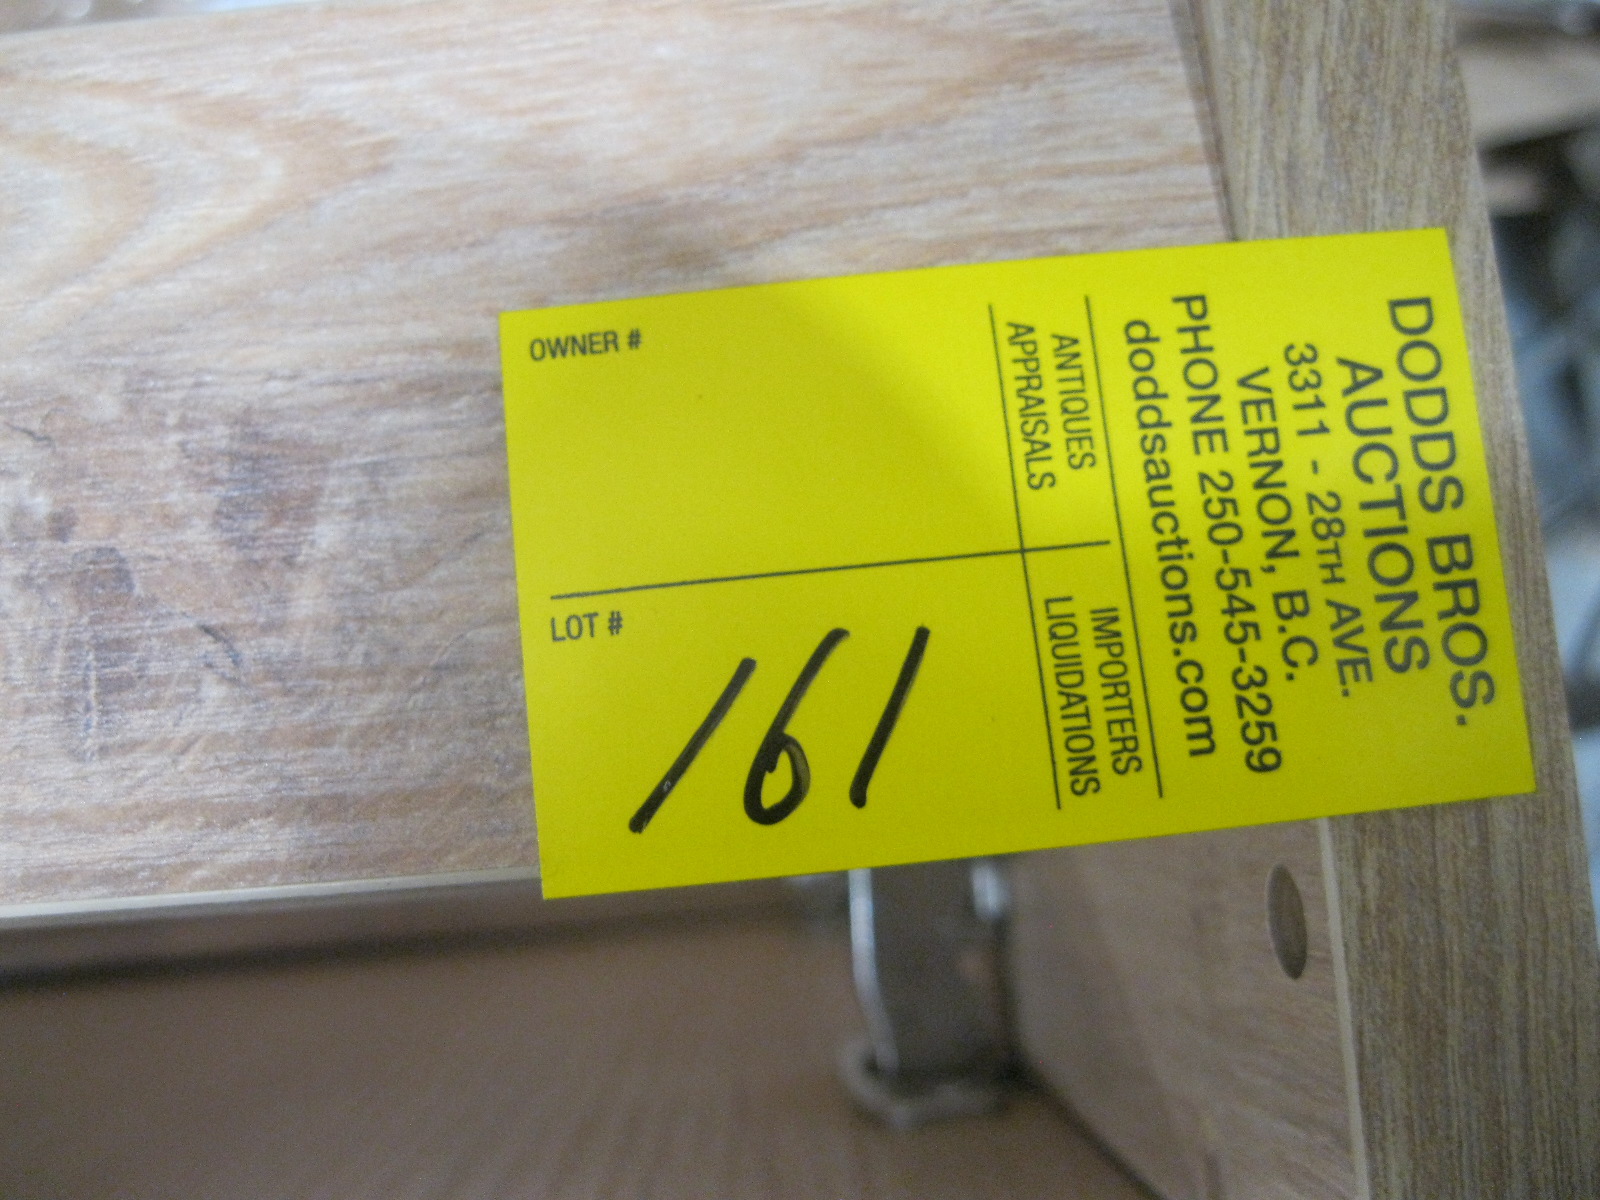 DODDS BROS.
AUCTIONS
3311 - 28TH AVE.
VERNON, B.C.
PHONE 250-545-3259
doddsauctions.com
ANTIQUES
APPRAISALS
IMPORTERS
LIQUIDATIONS
OWNER #
LOT #
161